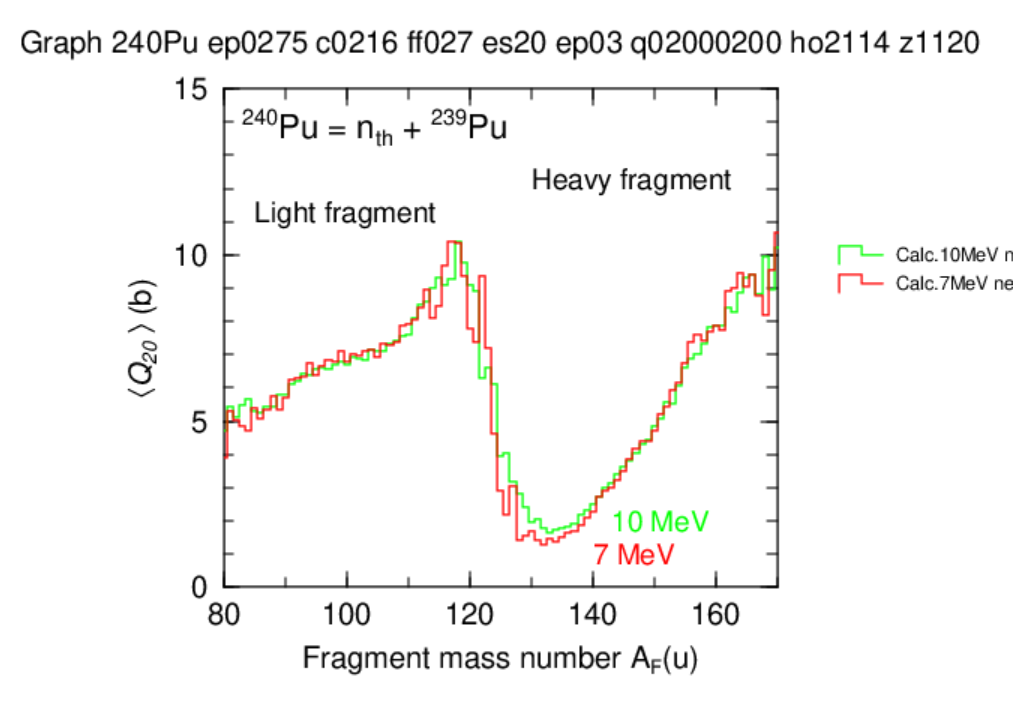 Graph 240Pu ep0275 c0216 ff027 es20 ep03 q02000200 ho2114 z1120
15
10
5
0
⟨Q₂₀⟩ (b)
²⁴⁰Pu = nₜₕ + ²³⁹Pu
Heavy fragment
Light fragment
10 MeV
7 MeV
80 100 120 140 160
Fragment mass number A_F(u)
Calc.10MeV n
Calc.7MeV ne